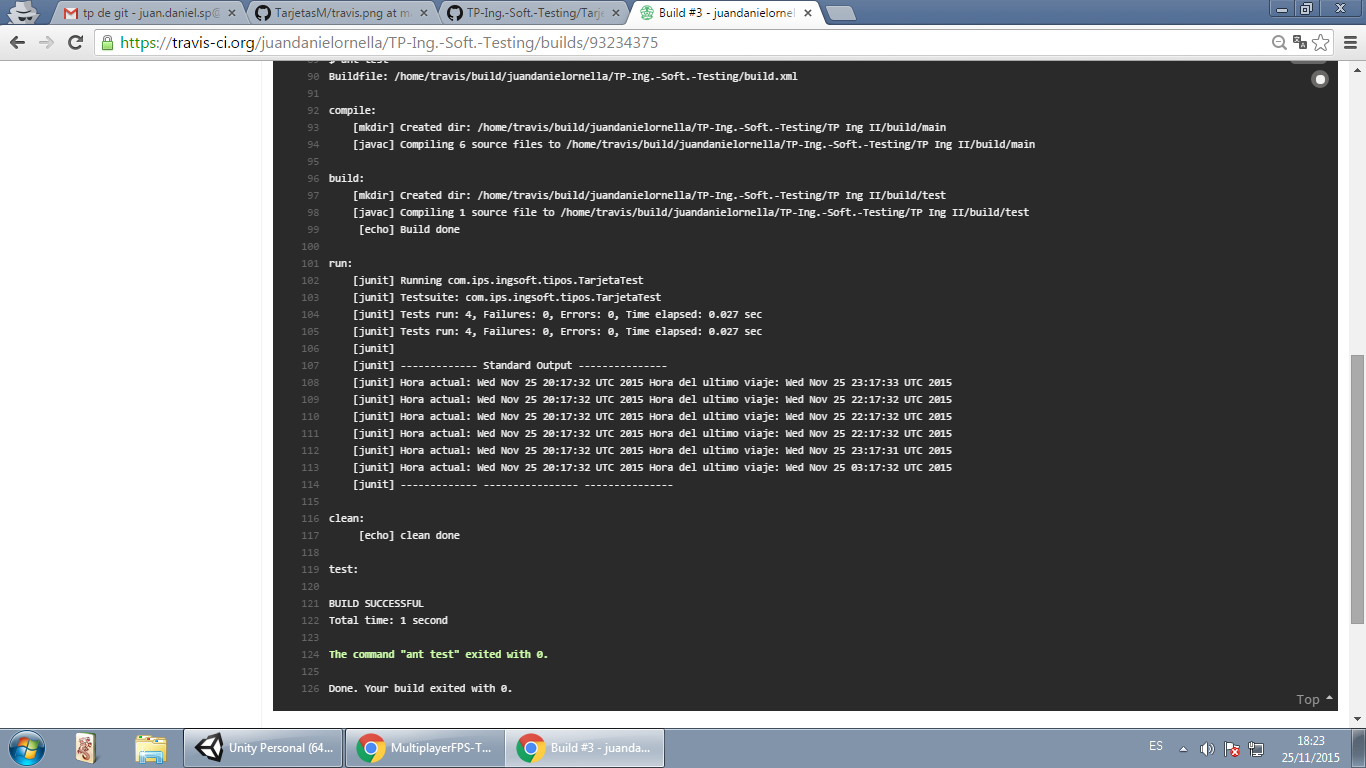 tp de git - juan.daniel.sp@
TarjetasM/travis.png at m
TP-Ing.-Soft.-Testing/Tarje
Build #3 - juandanielornel
https://travis-ci.org/juandanielornella/TP-Ing.-Soft.-Testing/builds/93234375
89 $ ant test
90 Buildfile: /home/travis/build/juandanielornella/TP-Ing.-Soft.-Testing/build.xml
91
92 compile:
93 [mkdir] Created dir: /home/travis/build/juandanielornella/TP-Ing.-Soft.-Testing/TP Ing II/build/main
94 [javac] Compiling 6 source files to /home/travis/build/juandanielornella/TP-Ing.-Soft.-Testing/TP Ing II/build/main
95
96 build:
97 [mkdir] Created dir: /home/travis/build/juandanielornella/TP-Ing.-Soft.-Testing/TP Ing II/build/test
98 [javac] Compiling 1 source file to /home/travis/build/juandanielornella/TP-Ing.-Soft.-Testing/TP Ing II/build/test
99 [echo] Build done
100
101 run:
102 [junit] Running com.ips.ingsoft.tipos.TarjetaTest
103 [junit] Testsuite: com.ips.ingsoft.tipos.TarjetaTest
104 [junit] Tests run: 4, Failures: 0, Errors: 0, Time elapsed: 0.027 sec
105 [junit] Tests run: 4, Failures: 0, Errors: 0, Time elapsed: 0.027 sec
106 [junit]
107 [junit] ------------- Standard Output ---------------
108 [junit] Hora actual: Wed Nov 25 20:17:32 UTC 2015 Hora del ultimo viaje: Wed Nov 25 23:17:33 UTC 2015
109 [junit] Hora actual: Wed Nov 25 20:17:32 UTC 2015 Hora del ultimo viaje: Wed Nov 25 22:17:32 UTC 2015
110 [junit] Hora actual: Wed Nov 25 20:17:32 UTC 2015 Hora del ultimo viaje: Wed Nov 25 22:17:32 UTC 2015
111 [junit] Hora actual: Wed Nov 25 20:17:32 UTC 2015 Hora del ultimo viaje: Wed Nov 25 22:17:32 UTC 2015
112 [junit] Hora actual: Wed Nov 25 20:17:32 UTC 2015 Hora del ultimo viaje: Wed Nov 25 23:17:31 UTC 2015
113 [junit] Hora actual: Wed Nov 25 20:17:32 UTC 2015 Hora del ultimo viaje: Wed Nov 25 03:17:32 UTC 2015
114 [junit] ------------- ---------------- ---------------
115
116 clean:
117 [echo] clean done
118
119 test:
120
121 BUILD SUCCESSFUL
122 Total time: 1 second
123
124 The command "ant test" exited with 0.
125
126 Done. Your build exited with 0.
Top
Unity Personal (64...
MultiplayerFPS-T...
Build #3 - juanda...
ES
18:23
25/11/2015